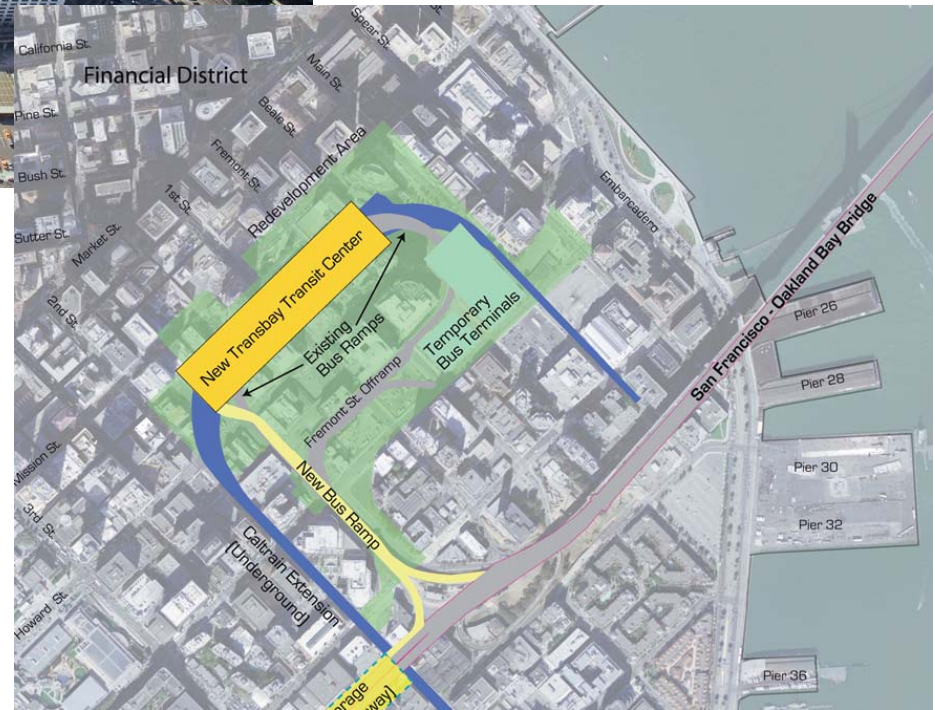 California St.
Financial District
Pine St.
Bush St.
Sutter St.
Market St.
2nd St.
1st St.
Fremont St.
Beale St.
Main St.
Spear St.
St.
Redevelopment Area
Embarcadero
New Transbay Transit Center
Existing
Bus Ramps
Temporary
Bus Terminals
Fremont St. Offramp
San Francisco - Oakland Bay Bridge
Pier 26
Pier 28
Pier 30
Pier 32
Pier 36
New Bus Ramp
Caltrain Extension
(Underground)
Mission St.
3rd St.
Howard St.